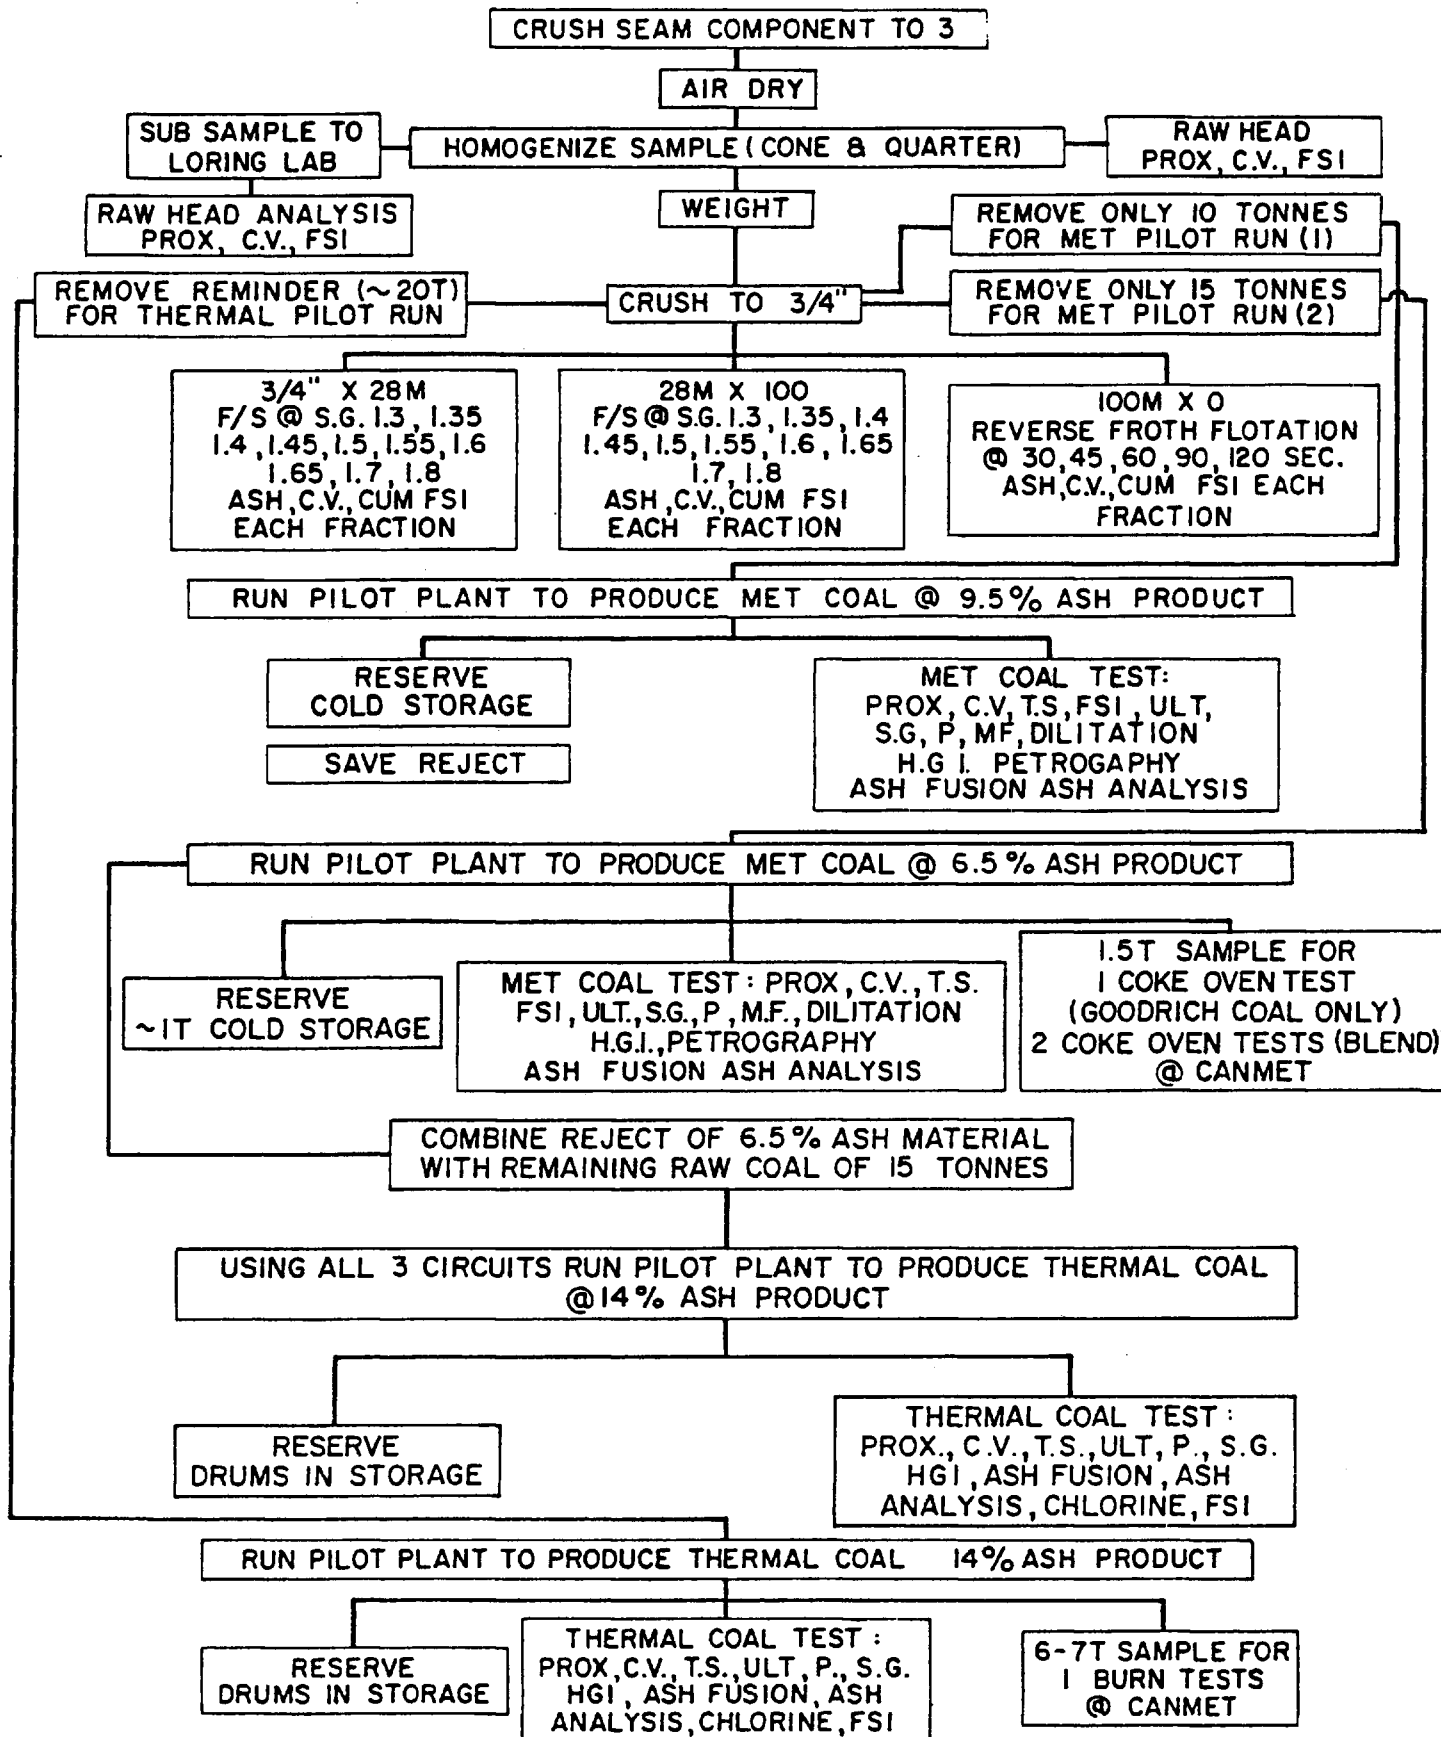 CRUSH SEAM COMPONENT TO 3
AIR DRY
SUB SAMPLE TO
LORING LAB
HOMOGENIZE SAMPLE (CONE & QUARTER)
RAW HEAD
PROX, C.V., FSI
RAW HEAD ANALYSIS
PROX, C.V., FSI
WEIGHT
REMOVE ONLY 10 TONNES
FOR MET PILOT RUN (1)
REMOVE REMINDER (~20T)
FOR THERMAL PILOT RUN
CRUSH TO 3/4"
REMOVE ONLY 15 TONNES
FOR MET PILOT RUN (2)
3/4" X 28M
F/S @ S.G. 1.3, 1.35
1.4, 1.45, 1.5, 1.55, 1.6
1.65, 1.7, 1.8
ASH, C.V., CUM FSI
EACH FRACTION
28M X 100
F/S @ S.G. 1.3, 1.35, 1.4
1.45, 1.5, 1.55, 1.6, 1.65
1.7, 1.8
ASH, C.V., CUM FSI
EACH FRACTION
100M X 0
REVERSE FROTH FLOTATION
@ 30, 45, 60, 90, 120 SEC.
ASH, C.V., CUM FSI EACH
FRACTION
RUN PILOT PLANT TO PRODUCE MET COAL @ 9.5% ASH PRODUCT
RESERVE
COLD STORAGE
SAVE REJECT
MET COAL TEST:
PROX, C.V, T.S, FSI, ULT,
S.G, P, MF, DILITATION
H.G I. PETROGAPHY
ASH FUSION ASH ANALYSIS
RUN PILOT PLANT TO PRODUCE MET COAL @ 6.5% ASH PRODUCT
RESERVE
~1T COLD STORAGE
MET COAL TEST: PROX, C.V., T.S.
FSI, ULT., S.G., P, M.F., DILITATION
H.G.I., PETROGRAPHY
ASH FUSION ASH ANALYSIS
1.5T SAMPLE FOR
1 COKE OVEN TEST
(GOODRICH COAL ONLY)
2 COKE OVEN TESTS (BLEND)
@ CANMET
COMBINE REJECT OF 6.5% ASH MATERIAL
WITH REMAINING RAW COAL OF 15 TONNES
USING ALL 3 CIRCUITS RUN PILOT PLANT TO PRODUCE THERMAL COAL
@ 14% ASH PRODUCT
RESERVE
DRUMS IN STORAGE
THERMAL COAL TEST:
PROX., C.V., T.S., ULT, P., S.G.
HGI, ASH FUSION, ASH
ANALYSIS, CHLORINE, FSI
RUN PILOT PLANT TO PRODUCE THERMAL COAL 14% ASH PRODUCT
RESERVE
DRUMS IN STORAGE
THERMAL COAL TEST:
PROX, C.V., T.S., ULT, P., S.G.
HGI, ASH FUSION, ASH
ANALYSIS, CHLORINE, FSI
6-7T SAMPLE FOR
1 BURN TESTS
@ CANMET